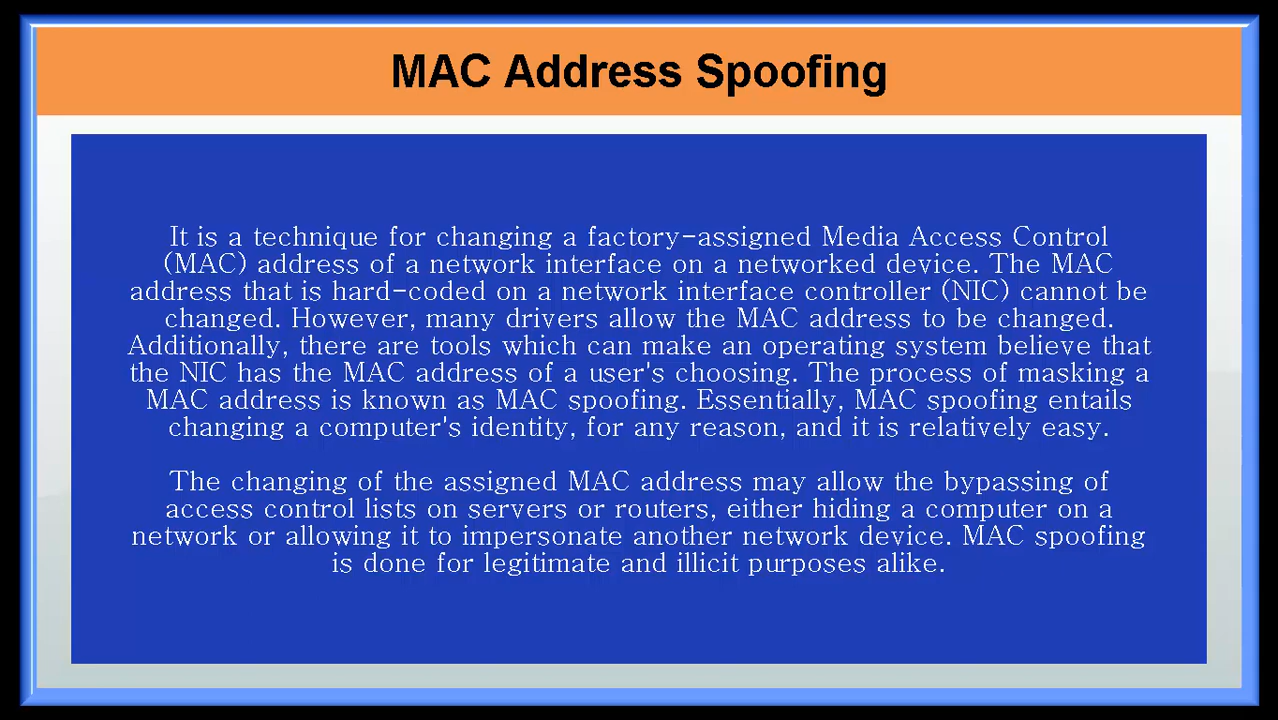 MAC Address Spoofing
It is a technique for changing a factory-assigned Media Access Control
(MAC) address of a network interface on a networked device. The MAC
address that is hard-coded on a network interface controller (NIC) cannot be
changed. However, many drivers allow the MAC address to be changed.
Additionally, there are tools which can make an operating system believe that
the NIC has the MAC address of a user's choosing. The process of masking a
MAC address is known as MAC spoofing. Essentially, MAC spoofing entails
changing a computer's identity, for any reason, and it is relatively easy.
The changing of the assigned MAC address may allow the bypassing of
access control lists on servers or routers, either hiding a computer on a
network or allowing it to impersonate another network device. MAC spoofing
is done for legitimate and illicit purposes alike.